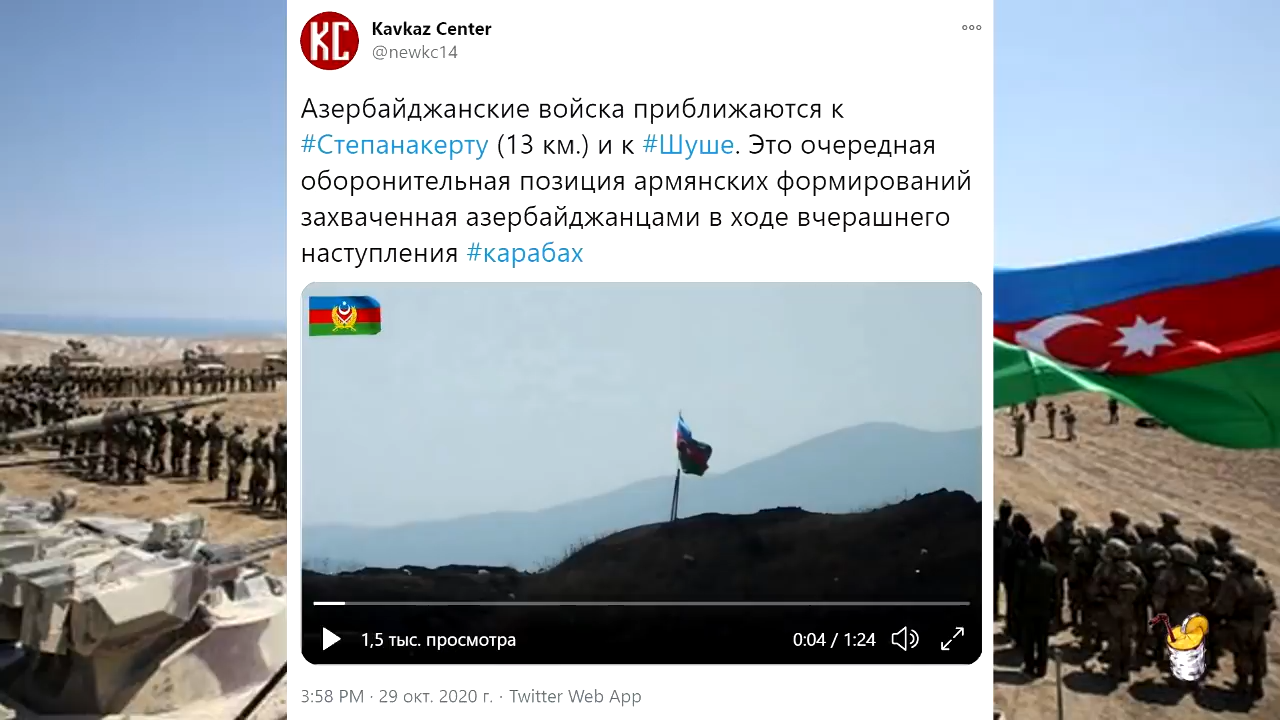 KC
Kavkaz Center
@newkc14
Азербайджанские войска приближаются к
#Степанакерту (13 км.) и к #Шуше. Это очередная
оборонительная позиция армянских формирований
захваченная азербайджанцами в ходе вчерашнего
наступления #карабах
1,5 тыс. просмотра
0:04 / 1:24
3:58 PM · 29 окт. 2020 г. · Twitter Web App